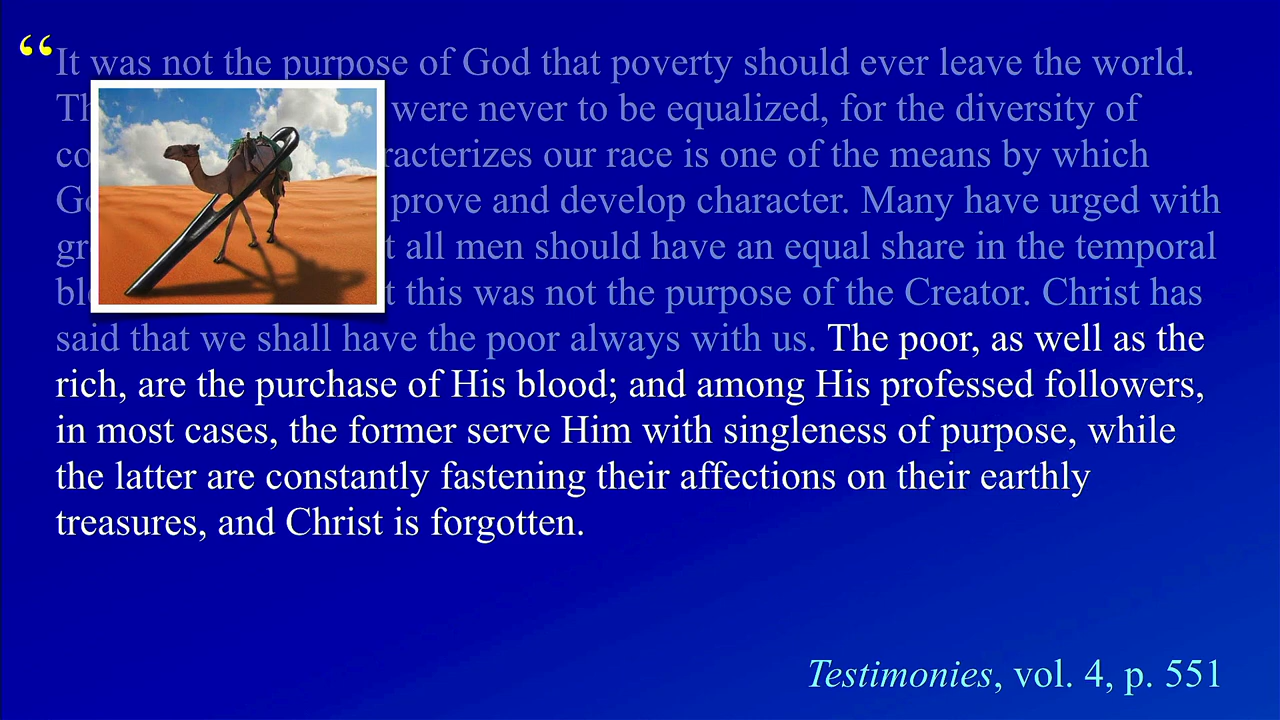 “It was not the purpose of God that poverty should ever leave the world.
were never to be equalized, for the diversity of
our race is one of the means by which
prove and develop character. Many have urged with
all men should have an equal share in the temporal
this was not the purpose of the Creator. Christ has
said that we shall have the poor always with us. The poor, as well as the
rich, are the purchase of His blood; and among His professed followers,
in most cases, the former serve Him with singleness of purpose, while
the latter are constantly fastening their affections on their earthly
treasures, and Christ is forgotten.
Testimonies, vol. 4, p. 551